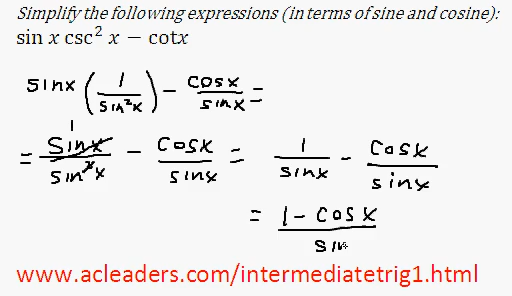 Simplify the following expressions (in terms of sine and cosine):
sin x csc² x − cotx
sinx (1/sin²x) − cosx/sinx =
= sinx/sin²x − cosx/sinx = 1/sinx − cosx/sinx
= 1 − cosx/sin
www.acleaders.com/intermediatetrig1.html